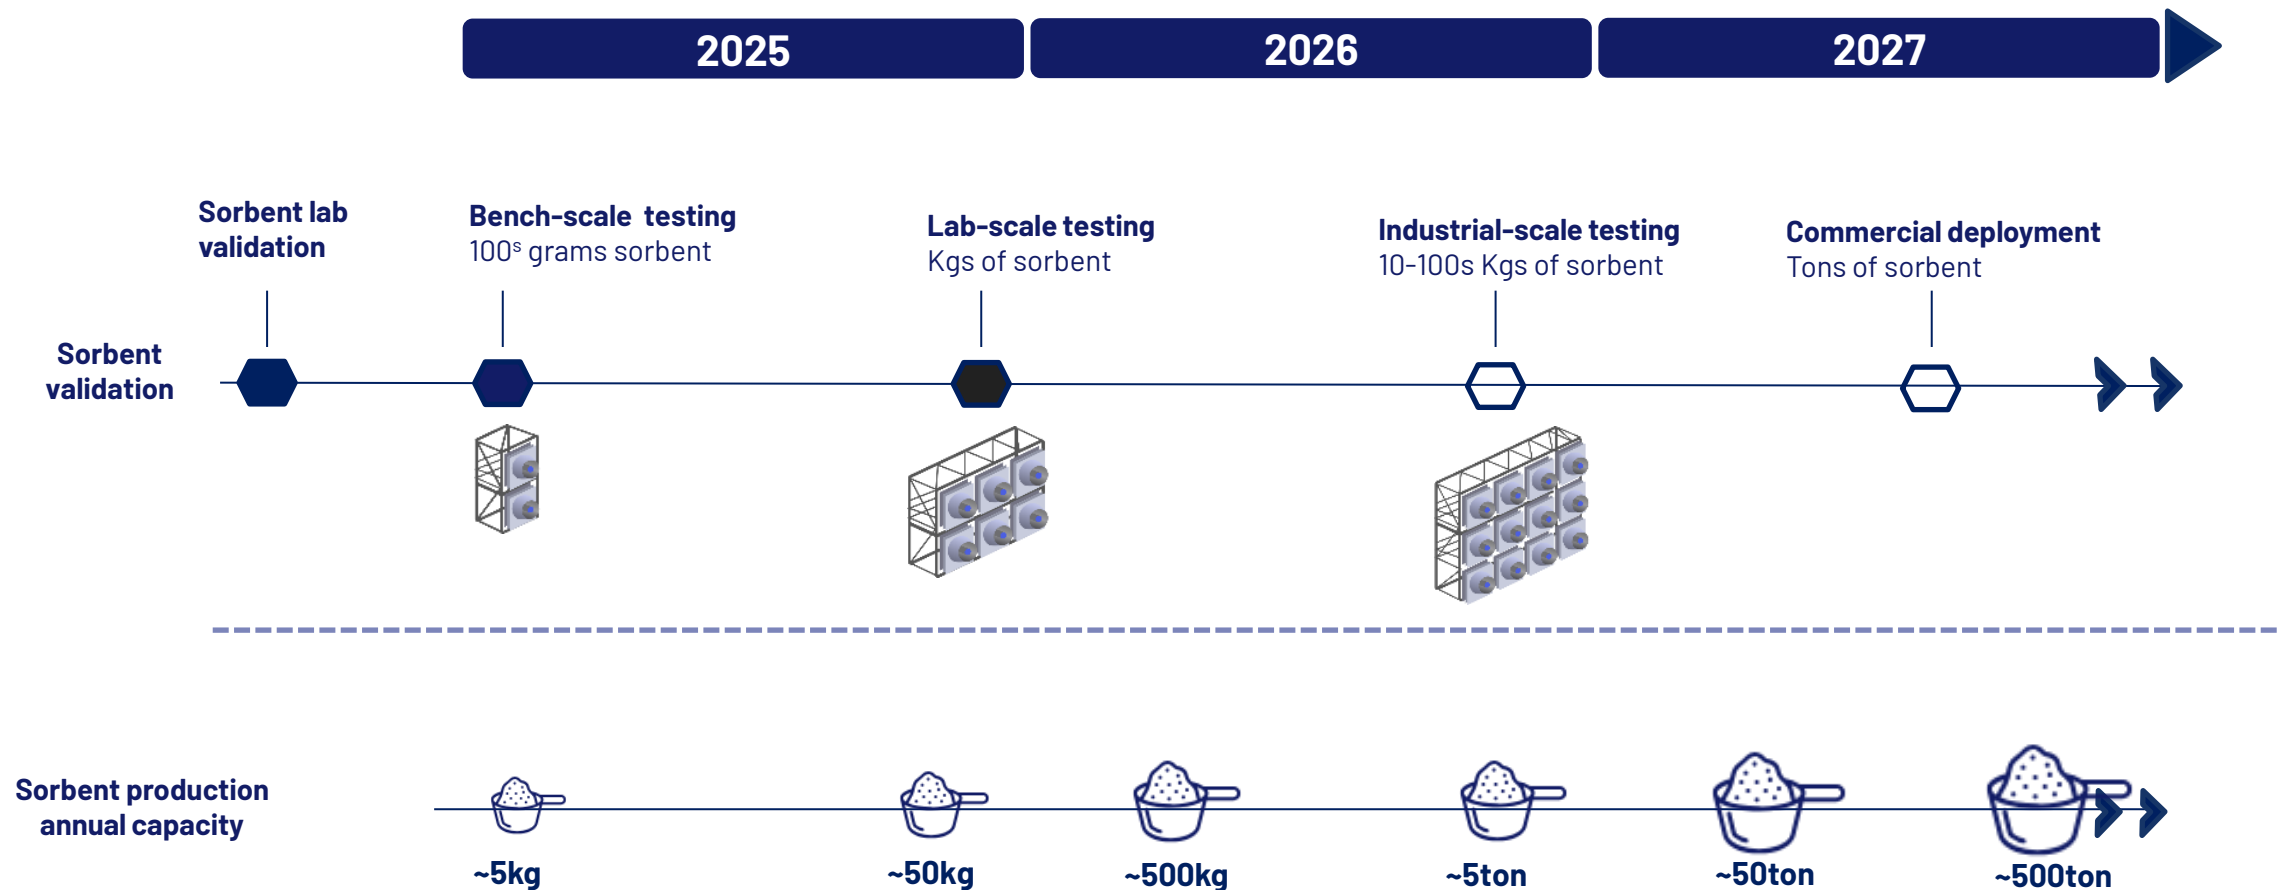 2025
2026
2027
Sorbent lab
validation
Bench-scale testing
100s grams sorbent
Lab-scale testing
Kgs of sorbent
Industrial-scale testing
10-100s Kgs of sorbent
Commercial deployment
Tons of sorbent
Sorbent
validation
Sorbent production
annual capacity
~5kg
~50kg
~500kg
~5ton
~50ton
~500ton